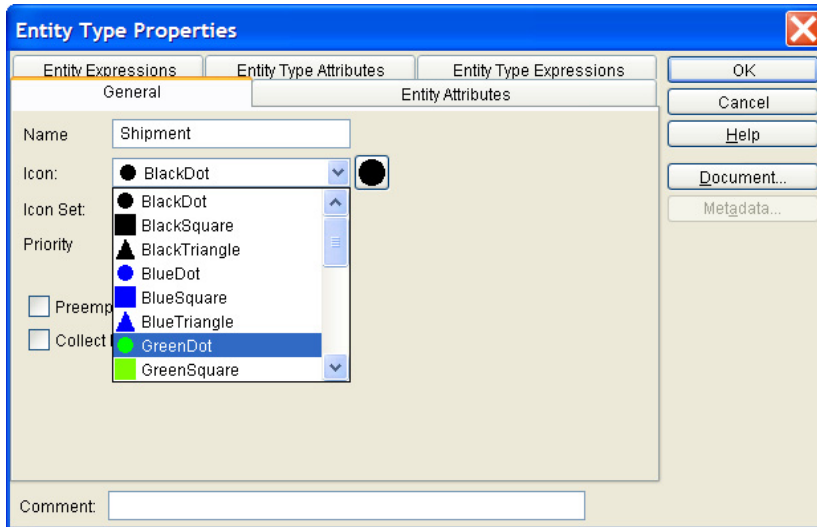 Entity Type Properties
Entity Expressions Entity Type Attributes Entity Type Expressions
General Entity Attributes
OK
Cancel
Help
Document...
Metadata...
Name Shipment
Icon: BlackDot
Icon Set: BlackDot
BlackSquare
Priority BlackTriangle
BlueDot
BlueSquare
BlueTriangle
GreenDot
GreenSquare
Collect
Comment: